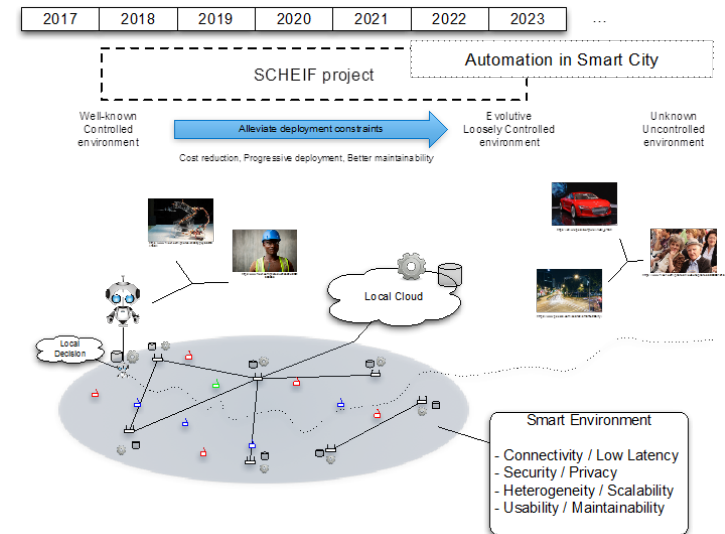 2017 2018 2019 2020 2021 2022 2023 ...
Automation in Smart City
SCHEIF project
Well-known
Controlled
environment
Alleviate deployment constraints
Cost reduction, Progressive deployment, Better maintainability
Evolutive
Loosely Controlled
environment
Unknown
Uncontrolled
environment
Local Cloud
Local
Decision
Smart Environment
- Connectivity / Low Latency
- Security / Privacy
- Heterogeneity / Scalability
- Usability / Maintainability